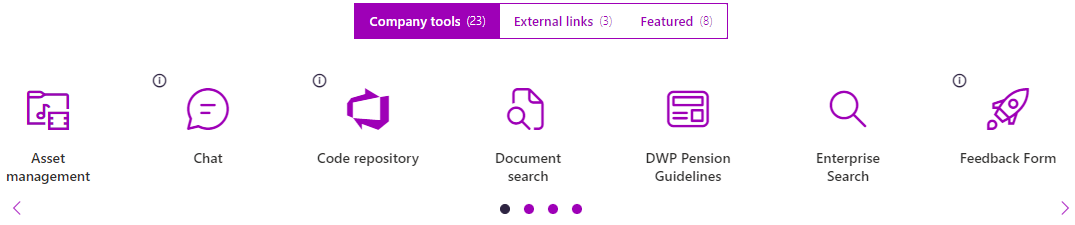 Company tools (23)
External links (3)
Featured (8)
Asset
management
Chat
Code repository
Document
search
DWP Pension
Guidelines
Enterprise
Search
Feedback Form